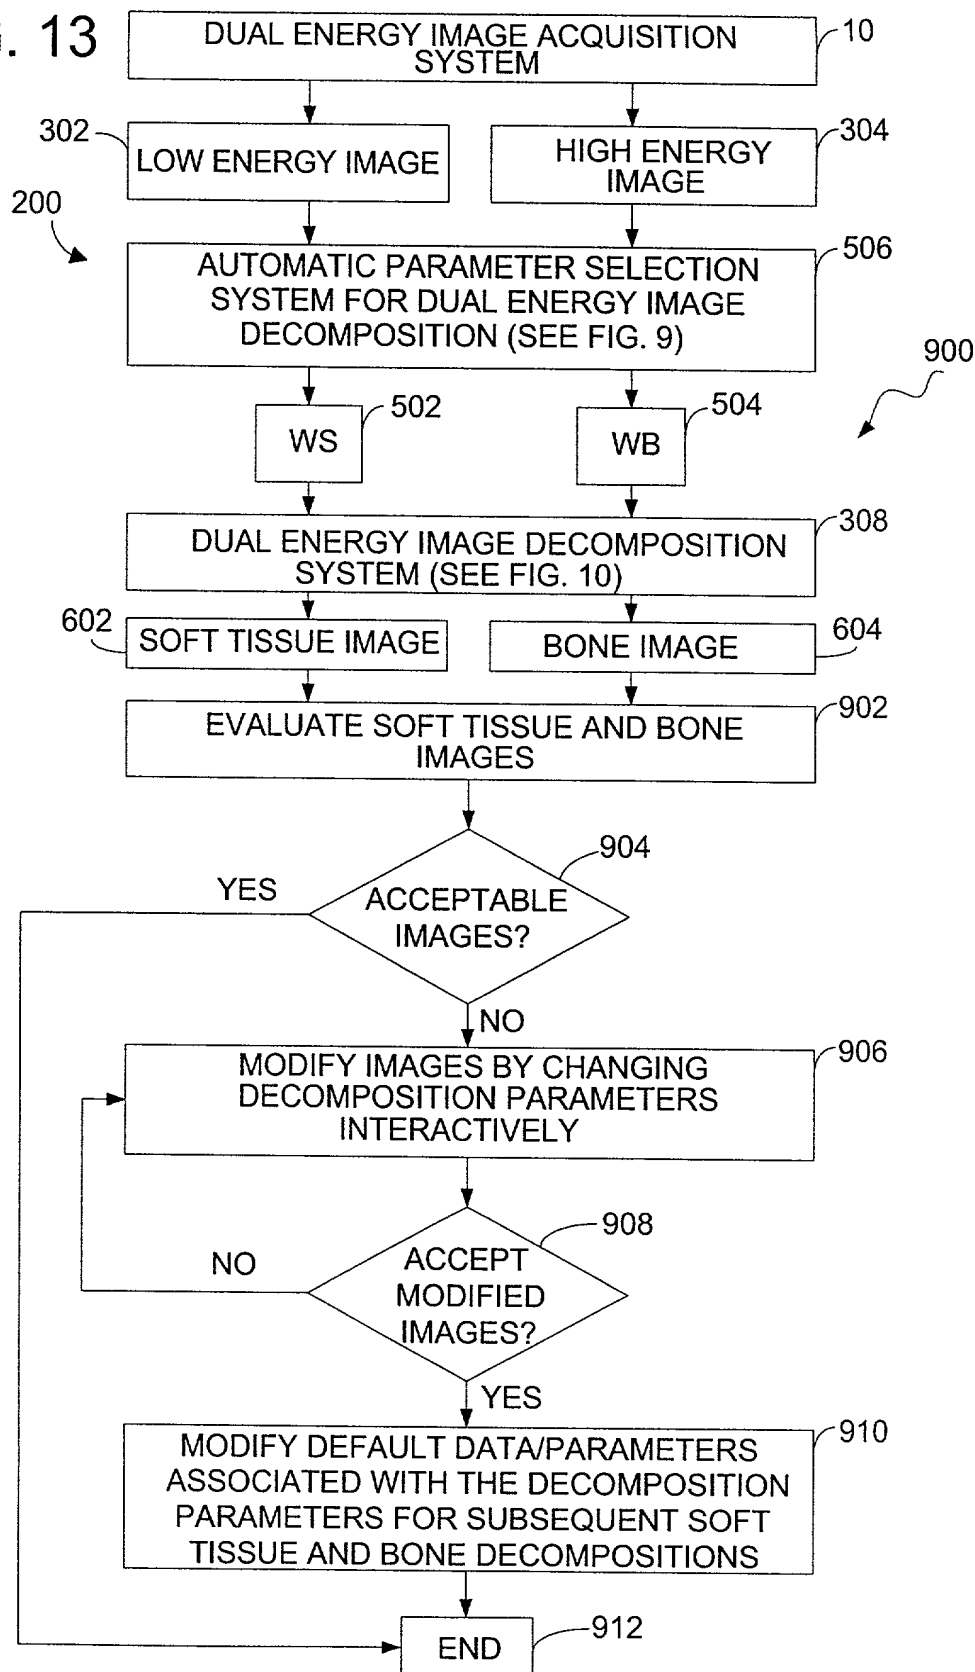 . 13
DUAL ENERGY IMAGE ACQUISITION
SYSTEM
10
302
LOW ENERGY IMAGE
HIGH ENERGY
IMAGE
304
200
AUTOMATIC PARAMETER SELECTION
SYSTEM FOR DUAL ENERGY IMAGE
DECOMPOSITION (SEE FIG. 9)
506
900
WS
502
WB
504
DUAL ENERGY IMAGE DECOMPOSITION
SYSTEM (SEE FIG. 10)
308
602
SOFT TISSUE IMAGE
BONE IMAGE
604
EVALUATE SOFT TISSUE AND BONE
IMAGES
902
904
YES
ACCEPTABLE
IMAGES?
NO
MODIFY IMAGES BY CHANGING
DECOMPOSITION PARAMETERS
INTERACTIVELY
906
908
NO
ACCEPT
MODIFIED
IMAGES?
YES
MODIFY DEFAULT DATA/PARAMETERS
ASSOCIATED WITH THE DECOMPOSITION
PARAMETERS FOR SUBSEQUENT SOFT
TISSUE AND BONE DECOMPOSITIONS
910
END
912